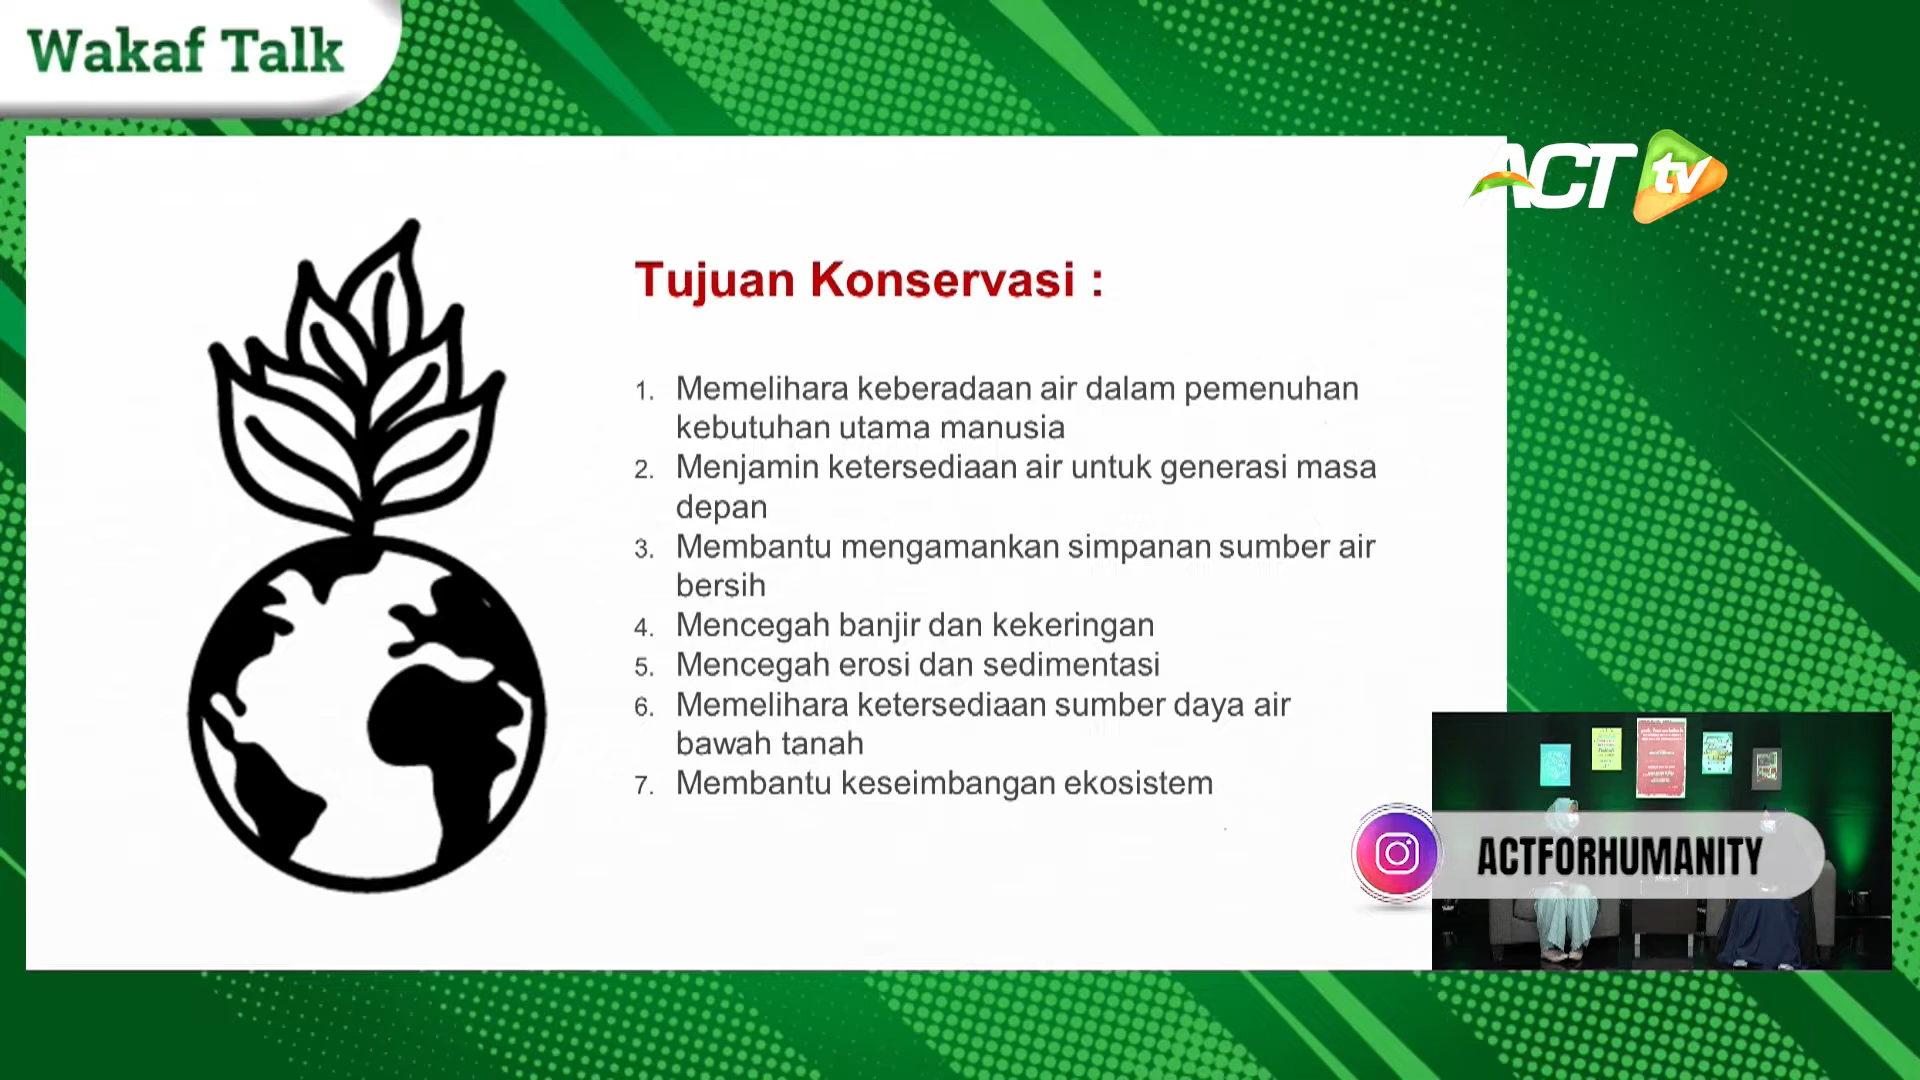 Wakaf Talk
ACT tv
Tujuan Konservasi :
1. Memelihara keberadaan air dalam pemenuhan
kebutuhan utama manusia
2. Menjamin ketersediaan air untuk generasi masa
depan
3. Membantu mengamankan simpanan sumber air
bersih
4. Mencegah banjir dan kekeringan
5. Mencegah erosi dan sedimentasi
6. Memelihara ketersediaan sumber daya air
bawah tanah
7. Membantu keseimbangan ekosistem
ACTFORHUMANITY